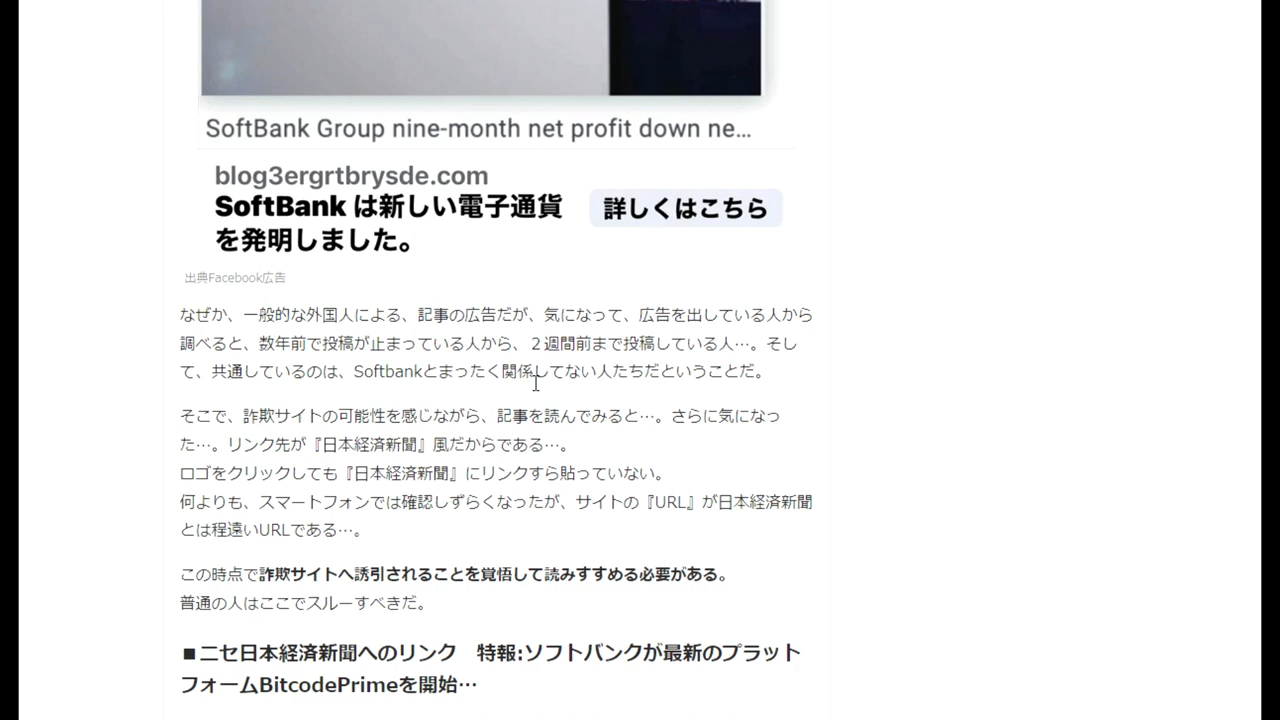 SoftBank Group nine-month net profit down ne...
blog3ergrtbrysde.com
SoftBank は新しい電子通貨
を発明しました。
詳しくはこちら
出典Facebook広告
なぜか、一般的な外国人による、記事の広告だが、気になって、広告を出している人から
調べると、数年前で投稿が止まっている人から、２週間前まで投稿している人…。そし
て、共通しているのは、Softbankとまったく関係してない人たちだということだ。
そこで、詐欺サイトの可能性を感じながら、記事を読んでみると…。さらに気になっ
た…。リンク先が『日本経済新聞』風だからである…。
ロゴをクリックしても『日本経済新聞』にリンクすら貼っていない。
何よりも、スマートフォンでは確認しずらくなったが、サイトの『URL』が日本経済新聞
とは程遠いURLである…。
この時点で詐欺サイトへ誘引されることを覚悟して読みすすめる必要がある。
普通の人はここでスルーすべきだ。
■ニセ日本経済新聞へのリンク　特報:ソフトバンクが最新のプラット
フォームBitcodePrimeを開始…